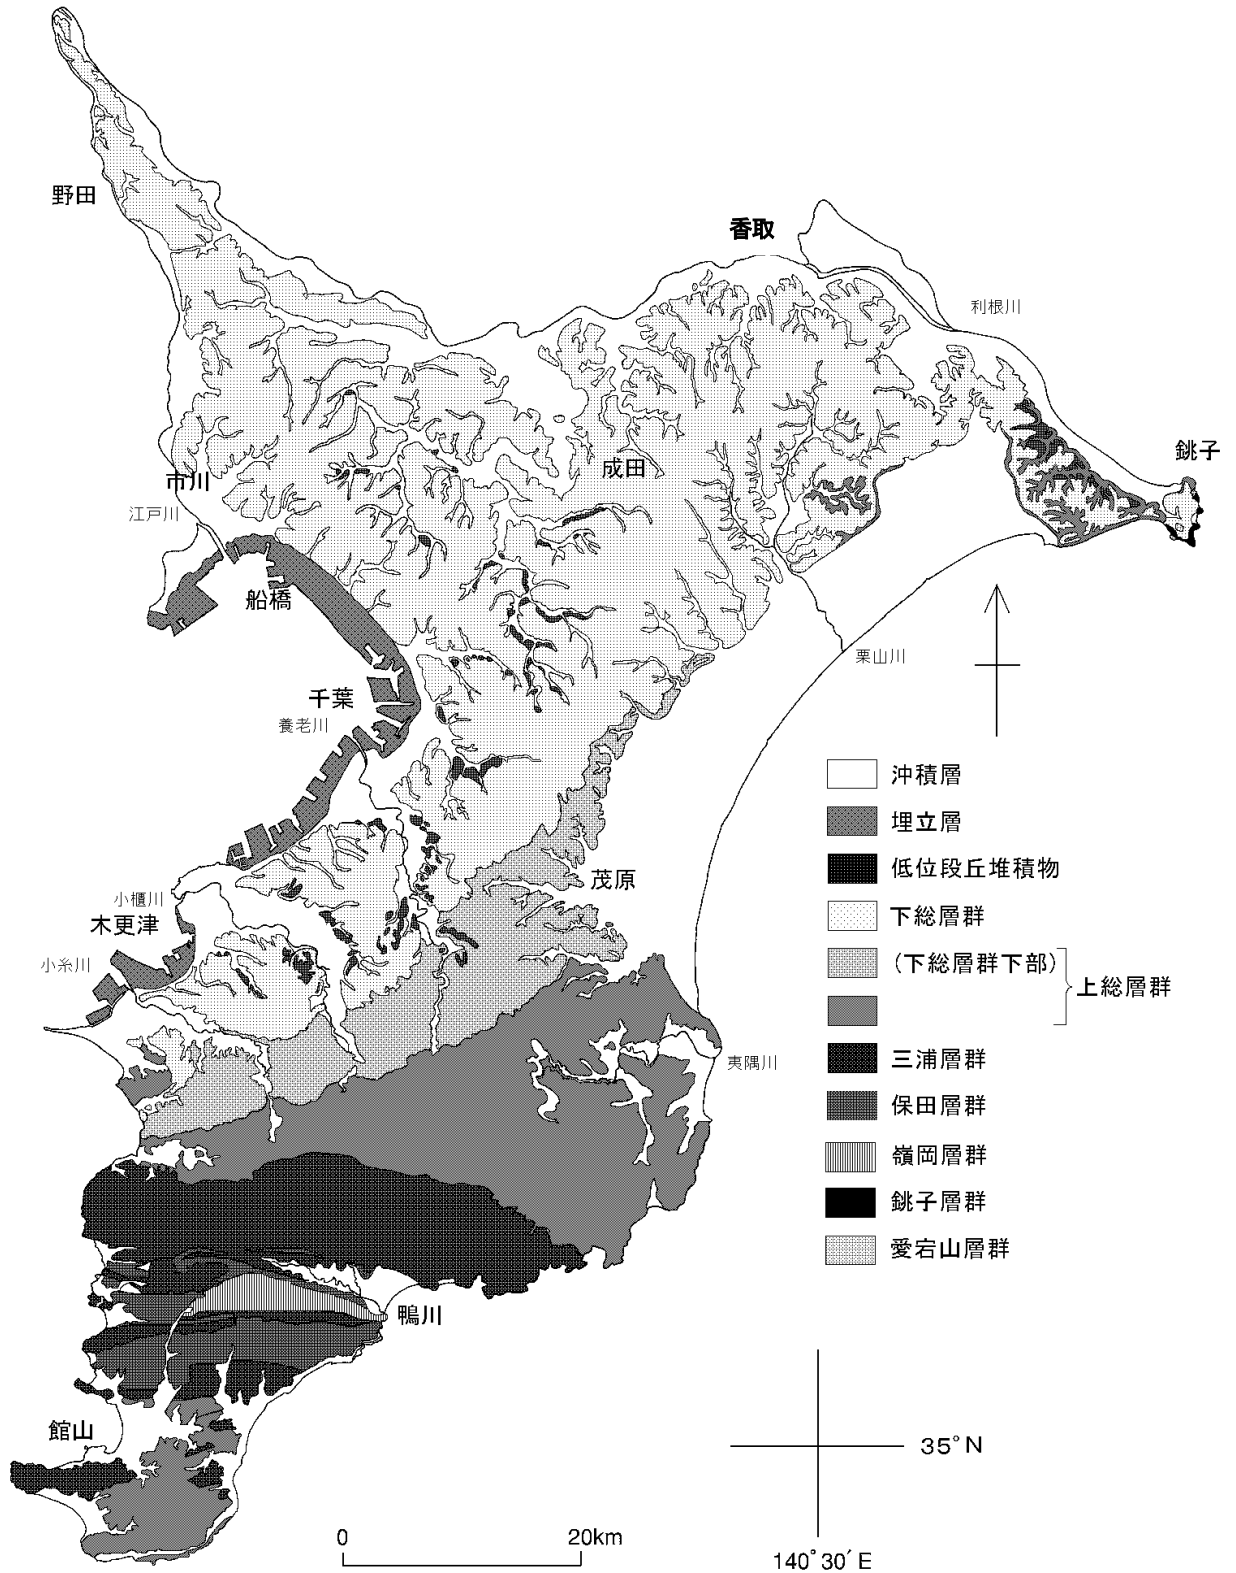 野田
香取
利根川
銚子
成田
市川
江戸川
船橋
栗山川
千葉
養老川
茂原
小櫃川
木更津
小糸川
夷隅川
鴨川
館山
沖積層
埋立層
低位段丘堆積物
下総層群
(下総層群下部)
上総層群
三浦層群
保田層群
嶺岡層群
銚子層群
愛宕山層群
35°N
140°30′E
0 20km